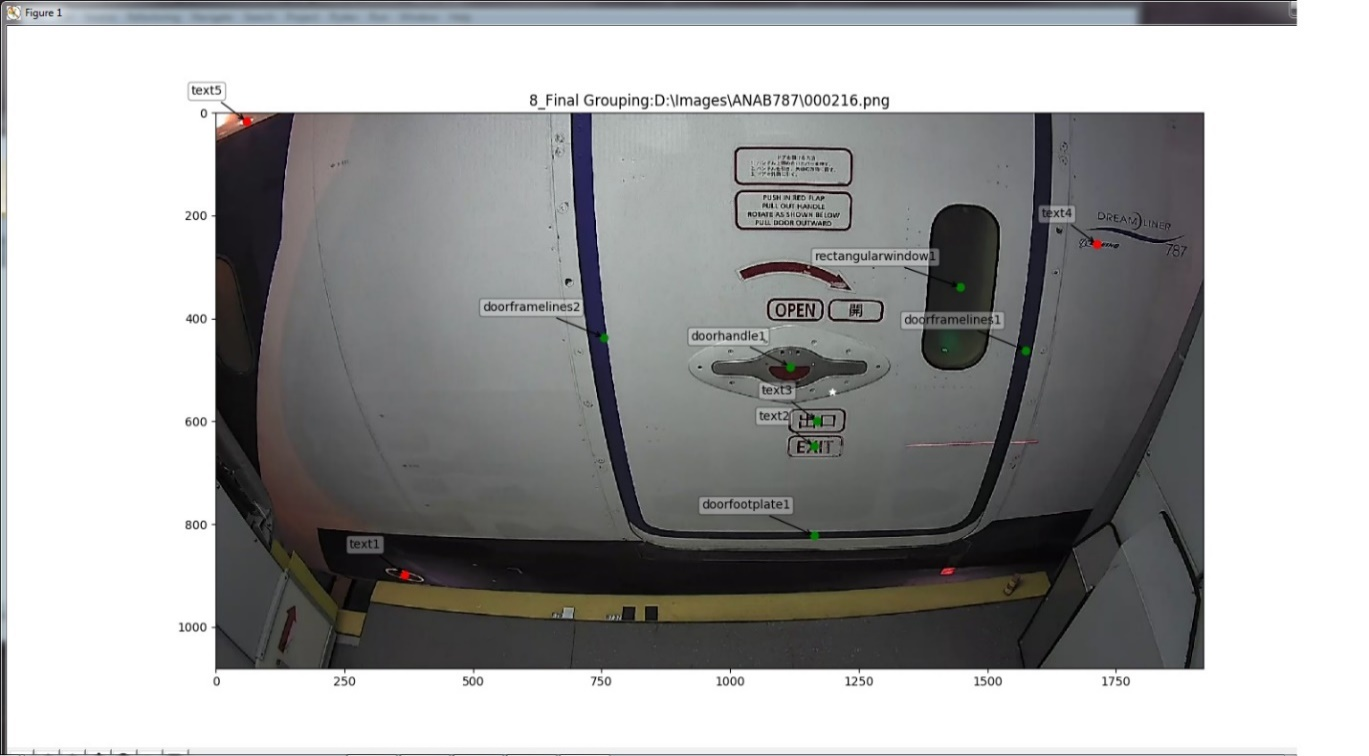 Figure 1
8_Final Grouping:D:\Images\ANAB787\000216.png
text5
PUSH IN RED FLAP
PULL OUT HANDLE
ROTATE AS SHOWN BELOW
PULL DOOR OUTWARD
text4
DREAMLINER
787
rectangularwindow1
OPEN
開
doorframelines2
doorframelines1
doorhandle1
text3
出口
text2
EXIT
doorfootplate1
text1
0
200
400
600
800
1000
0
250
500
750
1000
1250
1500
1750